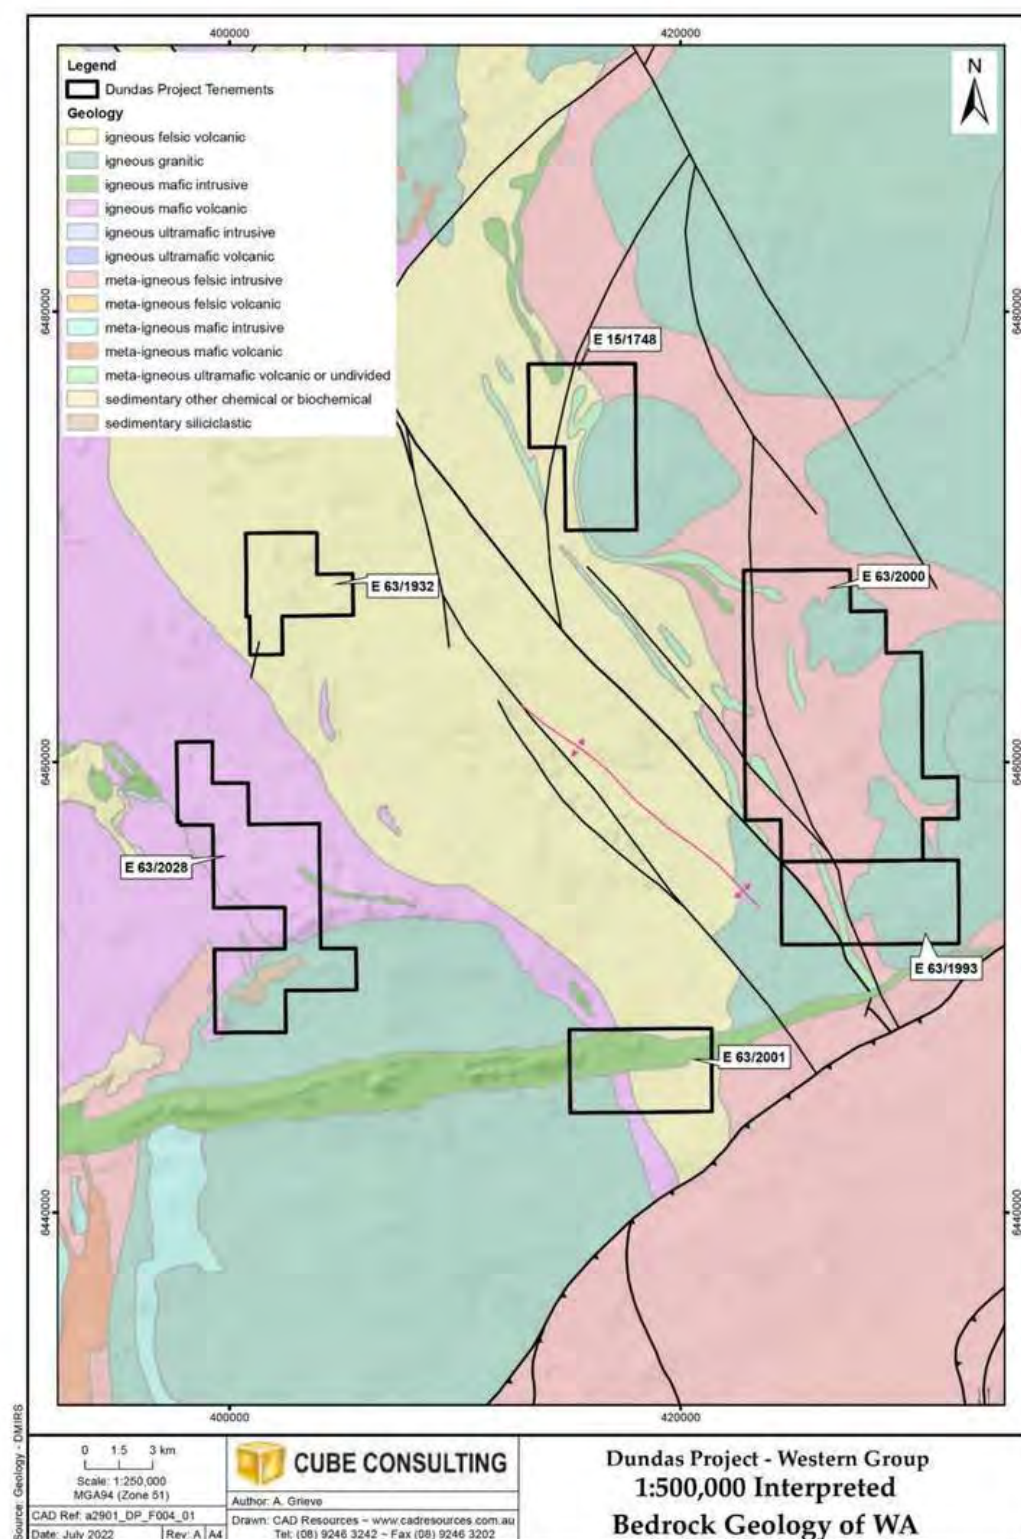 400000
420000
Legend
Dundas Project Tenements
Geology
igneous felsic volcanic
igneous granitic
igneous mafic intrusive
igneous mafic volcanic
igneous ultramafic intrusive
igneous ultramafic volcanic
meta-igneous felsic intrusive
meta-igneous felsic volcanic
meta-igneous mafic intrusive
meta-igneous mafic volcanic
meta-igneous ultramafic volcanic or undivided
sedimentary other chemical or biochemical
sedimentary siliciclastic
N
6480000
6480000
E 15/1748
E 63/1932
E 63/2000
6460000
6460000
E 63/2028
E 63/1993
E 63/2001
6440000
6440000
400000
420000
Source: Geology - DMIRS
0 1.5 3 km
Scale: 1:250,000
MGA94 (Zone 51)
CAD Ref: a2901_DP_F004_01
Date: July 2022
Rev: A
A4
CUBE CONSULTING
Author: A. Grieve
Drawn: CAD Resources ~ www.cadresources.com.au
Tel: (08) 9246 3242 ~ Fax (08) 9246 3202
Dundas Project - Western Group
1:500,000 Interpreted
Bedrock Geology of WA